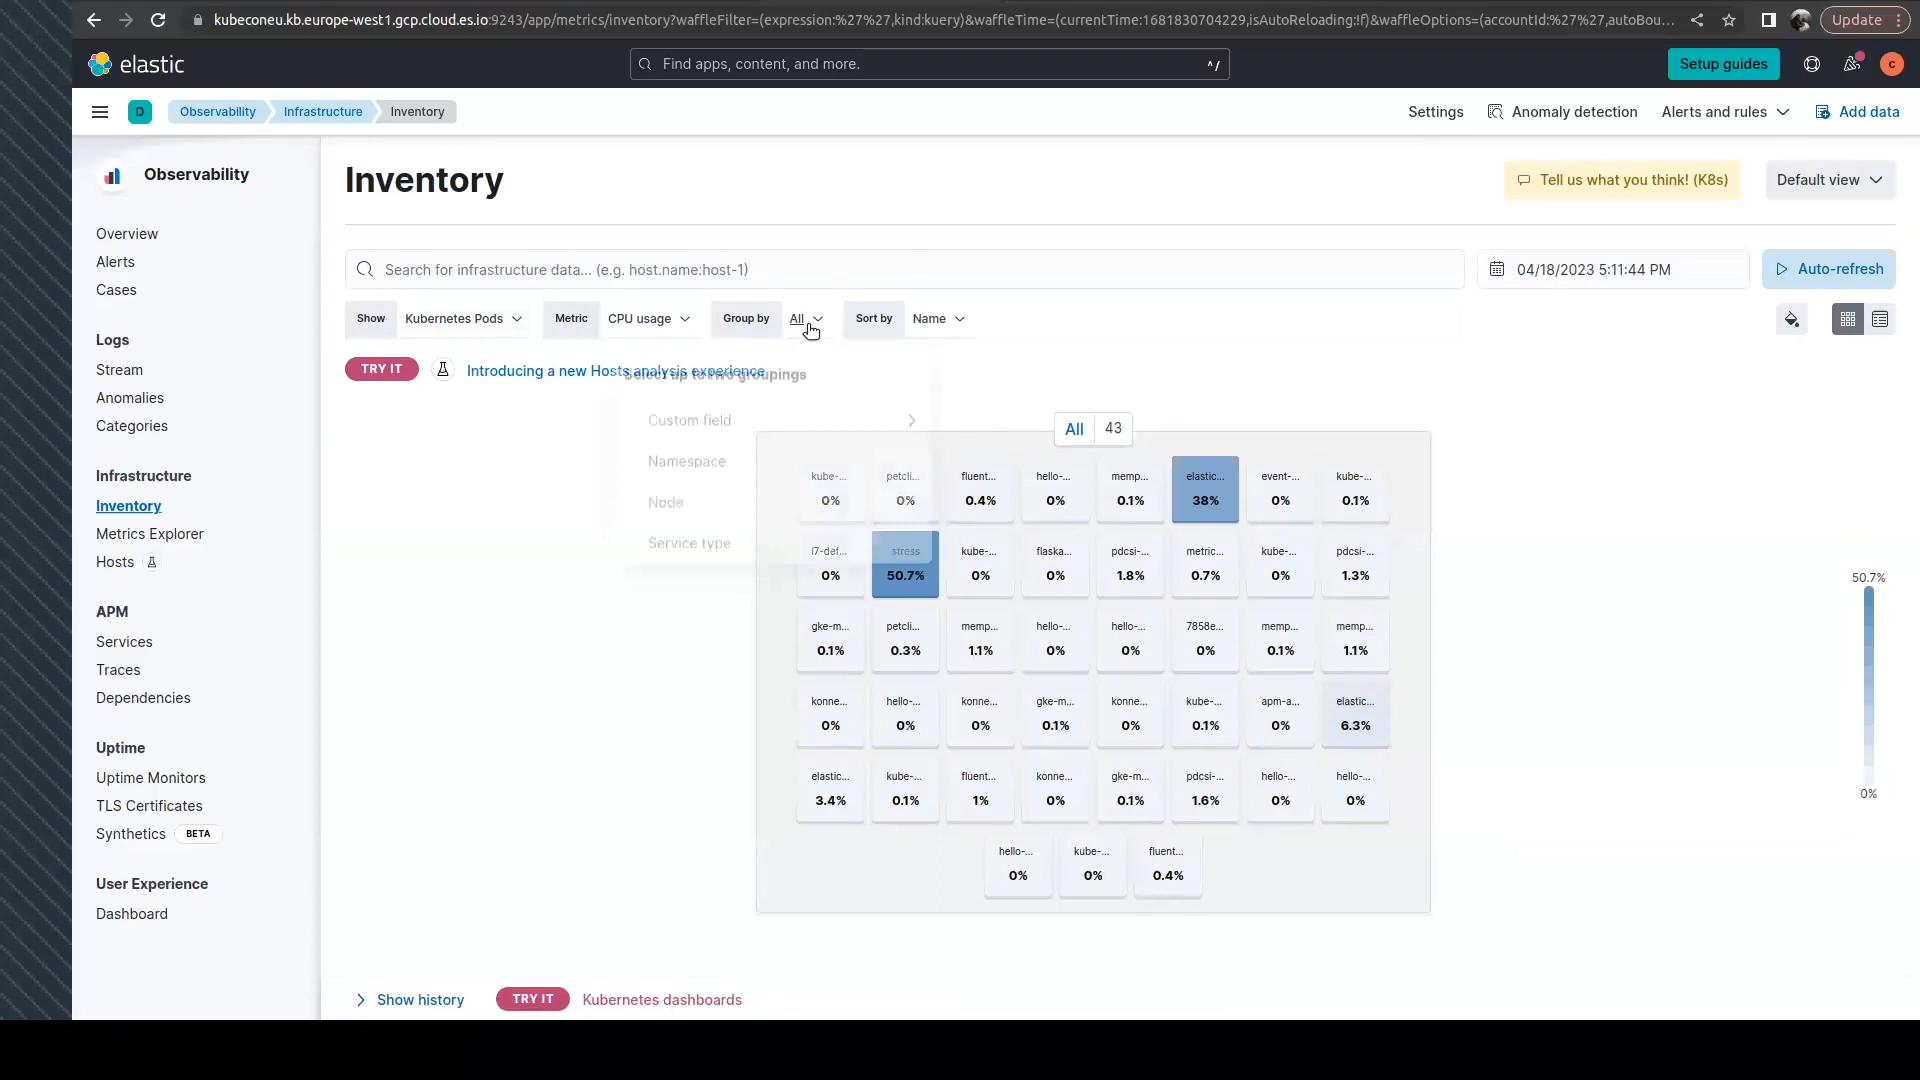 kubeconeu.kb.europe-west1.gcp.cloud.es.io:9243/app/metrics/inventory?waffleFilter=(expression:%27%27,kind:kuery)&waffleTime=(currentTime:1681830704229,isAutoReloading:!f)&waffleOptions=(accountId:%27%27,autoBou...
Update
elastic
Find apps, content, and more.
^/
Setup guides
c
D
Observability
Infrastructure
Inventory
Settings
Anomaly detection
Alerts and rules
Add data
Observability
Overview
Alerts
Cases
Logs
Stream
Anomalies
Categories
Infrastructure
Inventory
Metrics Explorer
Hosts
APM
Services
Traces
Dependencies
Uptime
Uptime Monitors
TLS Certificates
Synthetics BETA
User Experience
Dashboard
Inventory
Tell us what you think! (K8s)
Default view
Search for infrastructure data... (e.g. host.name:host-1)
04/18/2023 5:11:44 PM
Auto-refresh
Show Kubernetes Pods
Metric CPU usage
Group by All
Sort by Name
TRY IT
Introducing a new Hosts analysis experience
Select up to two groupings
Custom field
Namespace
Node
Service type
All 43
kube-... petcli... fluent... hello-... memp... elastic... event-... kube-...
0% 0% 0.4% 0% 0.1% 38% 0% 0.1%
l7-def... stress kube-... flaska... pdcsi-... metric... kube-... pdcsi-...
0% 50.7% 0% 0% 1.8% 0.7% 0% 1.3%
gke-m... petcli... memp... hello-... hello-... 7858e... memp... memp...
0.1% 0.3% 1.1% 0% 0% 0% 0.1% 1.1%
konne... hello-... konne... gke-m... konne... kube-... apm-a... elastic...
0% 0% 0% 0.1% 0% 0.1% 0% 6.3%
elastic... kube-... fluent... konne... gke-m... pdcsi-... hello-... hello-...
3.4% 0.1% 1% 0% 0.1% 1.6% 0% 0%
hello-... kube-... fluent...
0% 0% 0.4%
50.7%
0%
Show history
TRY IT
Kubernetes dashboards